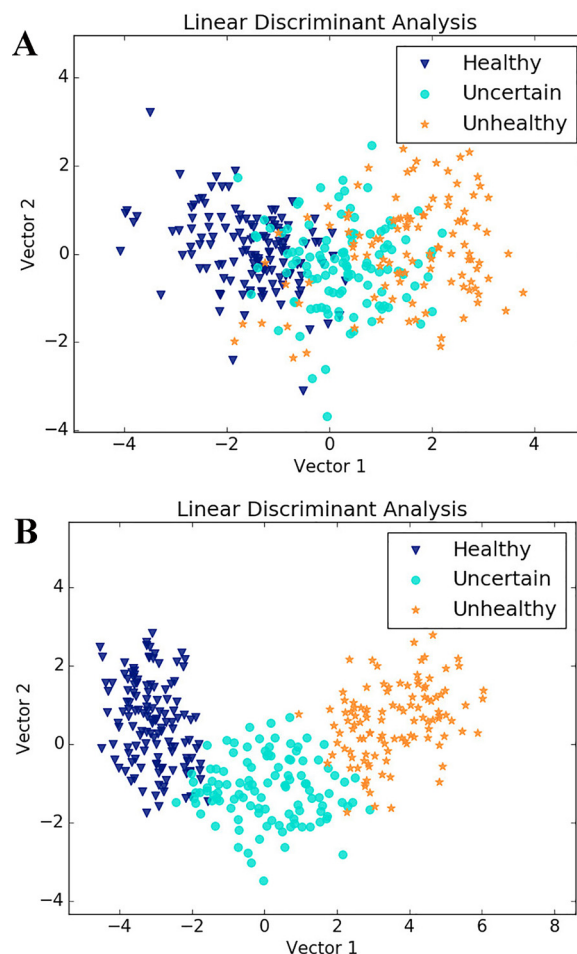 A
Linear Discriminant Analysis
Healthy
Uncertain
Unhealthy
4
2
0
−2
−4
Vector 2
−4 −2 0 2 4
Vector 1
B
Linear Discriminant Analysis
Healthy
Uncertain
Unhealthy
4
2
0
−2
−4
Vector 2
−4 −2 0 2 4 6 8
Vector 1